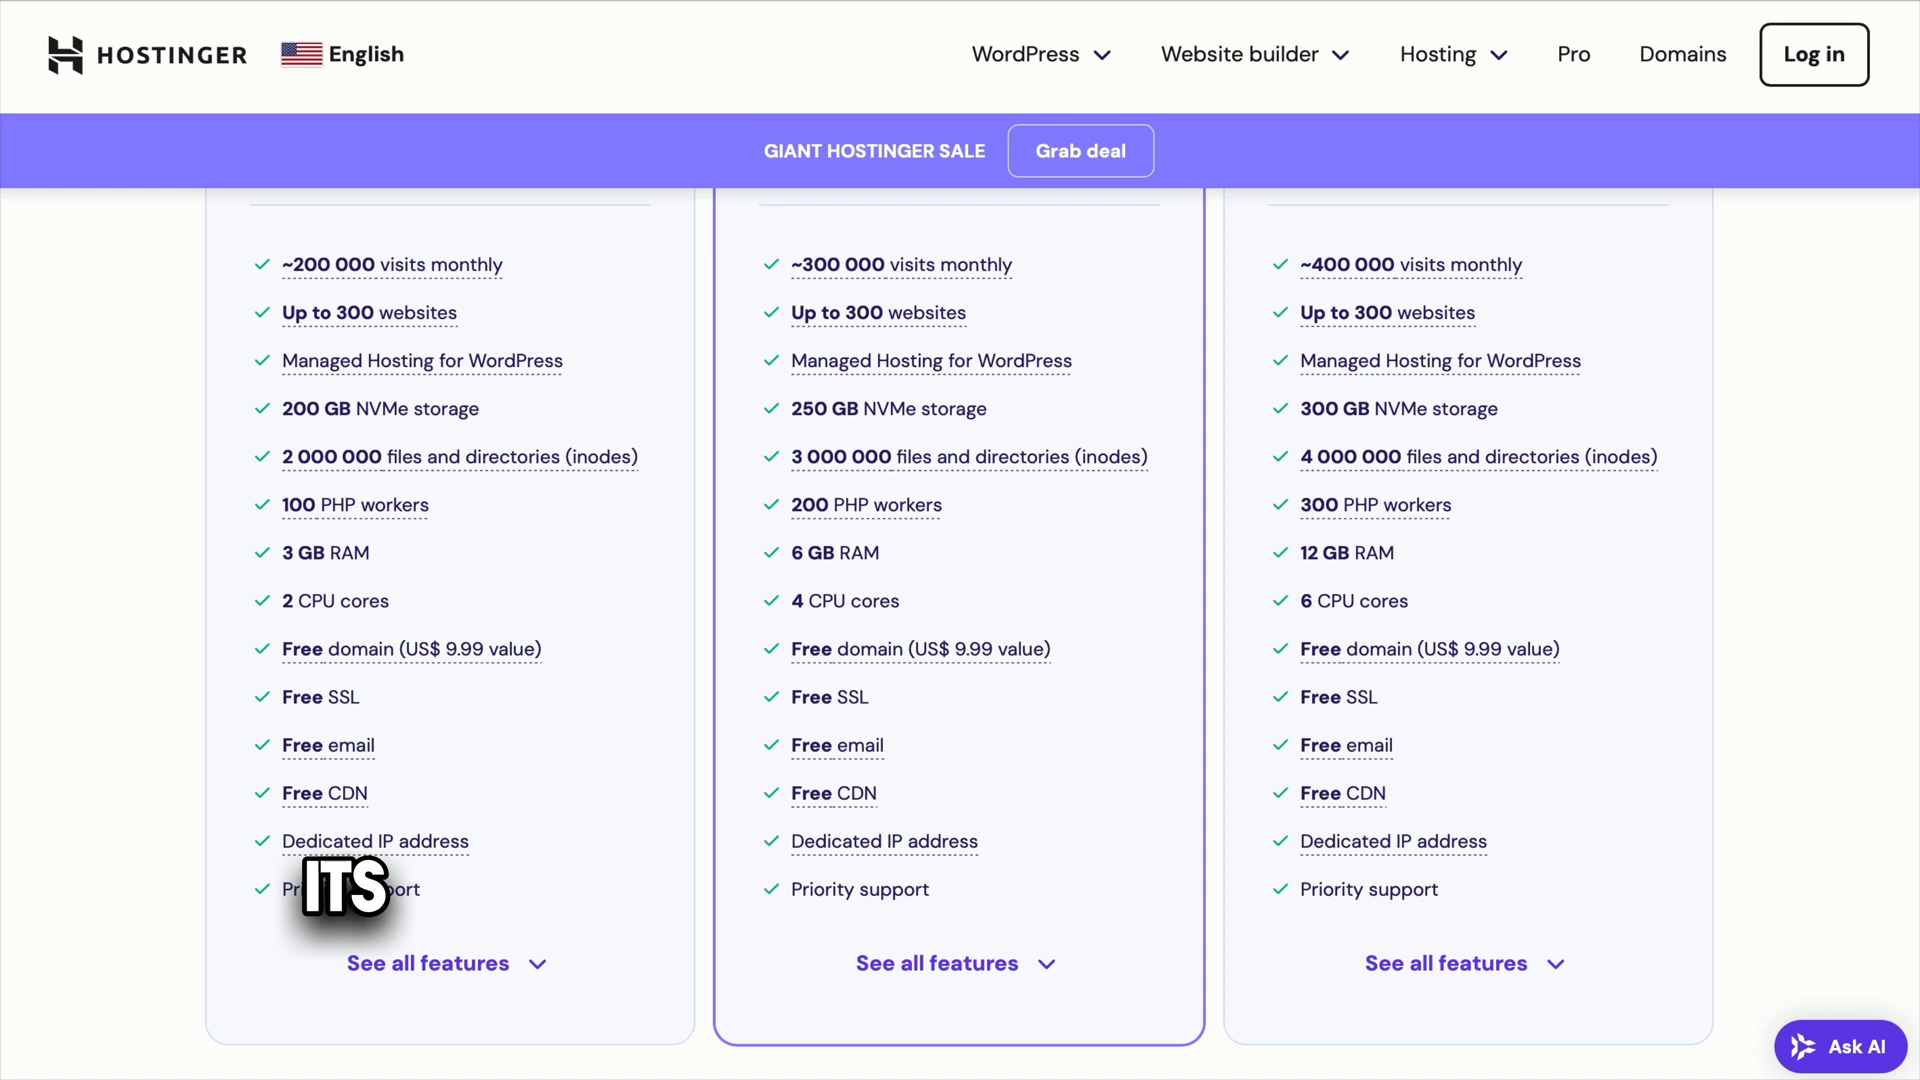 HOSTINGER
English
WordPress
Website builder
Hosting
Pro
Domains
Log in
GIANT HOSTINGER SALE
Grab deal
~200 000 visits monthly
Up to 300 websites
Managed Hosting for WordPress
200 GB NVMe storage
2 000 000 files and directories (inodes)
100 PHP workers
3 GB RAM
2 CPU cores
Free domain (US$ 9.99 value)
Free SSL
Free email
Free CDN
Dedicated IP address
ITS
See all features
~300 000 visits monthly
Up to 300 websites
Managed Hosting for WordPress
250 GB NVMe storage
3 000 000 files and directories (inodes)
200 PHP workers
6 GB RAM
4 CPU cores
Free domain (US$ 9.99 value)
Free SSL
Free email
Free CDN
Dedicated IP address
Priority support
See all features
~400 000 visits monthly
Up to 300 websites
Managed Hosting for WordPress
300 GB NVMe storage
4 000 000 files and directories (inodes)
300 PHP workers
12 GB RAM
6 CPU cores
Free domain (US$ 9.99 value)
Free SSL
Free email
Free CDN
Dedicated IP address
Priority support
See all features
Ask AI